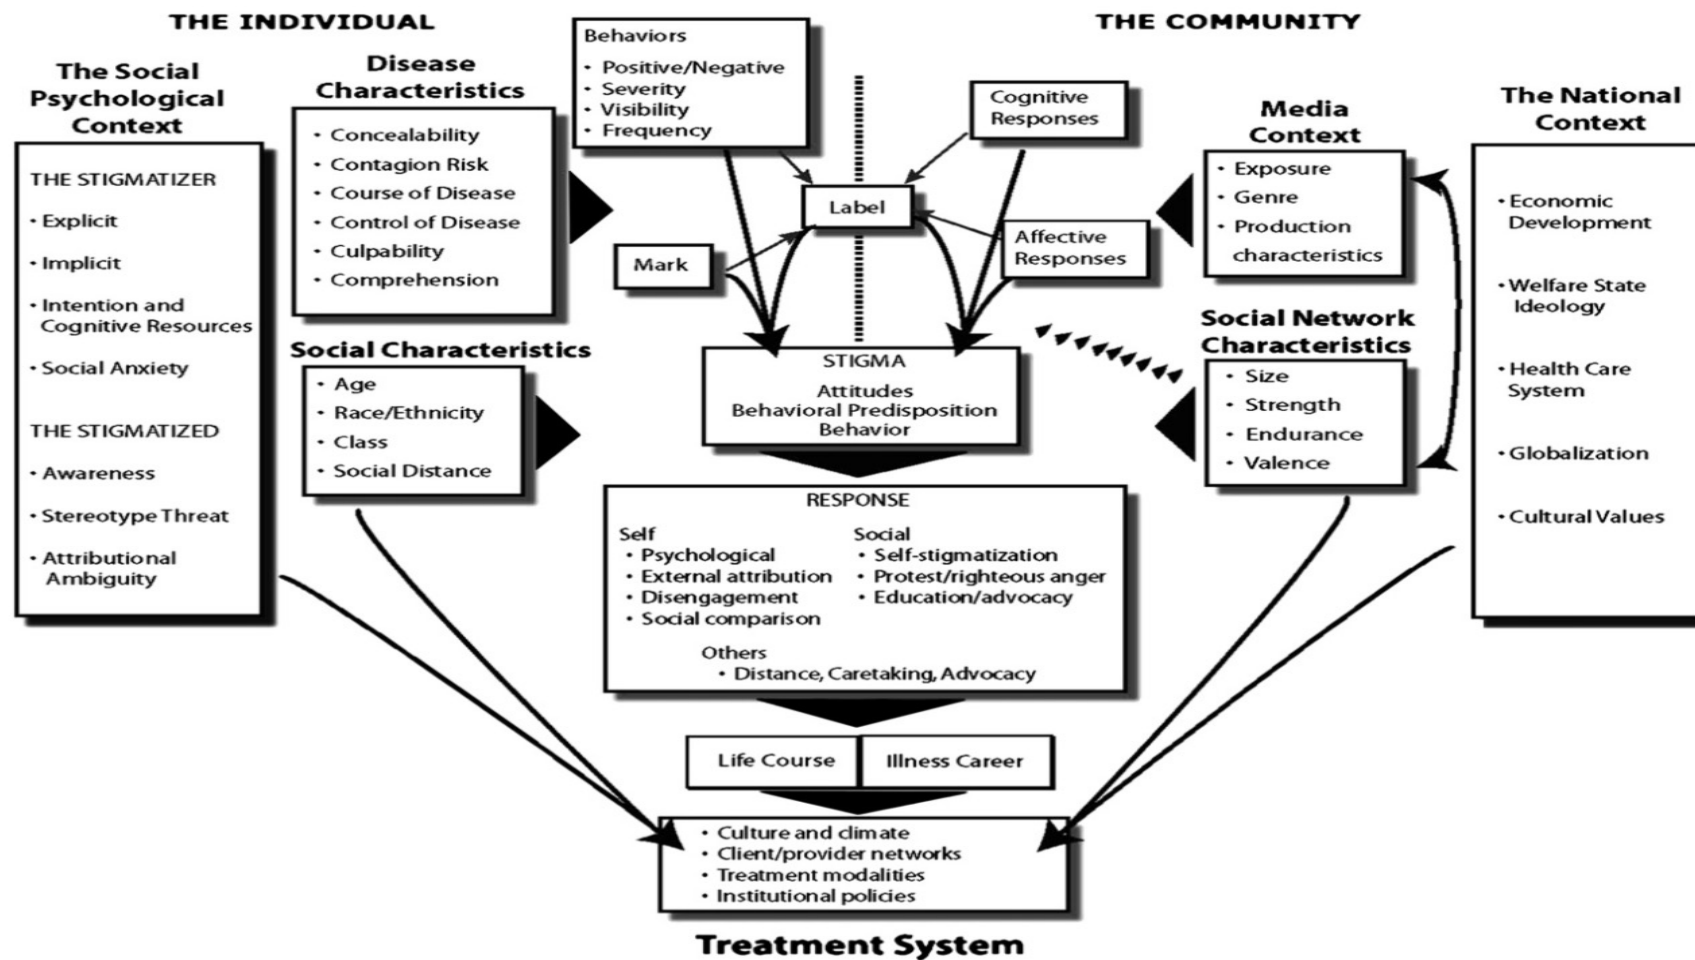 THE INDIVIDUAL
THE COMMUNITY
The Social
Psychological
Context
THE STIGMATIZER
• Explicit
• Implicit
• Intention and
Cognitive Resources
• Social Anxiety
THE STIGMATIZED
• Awareness
• Stereotype Threat
• Attributional
Ambiguity
Disease
Characteristics
• Concealability
• Contagion Risk
• Course of Disease
• Control of Disease
• Culpability
• Comprehension
Social Characteristics
• Age
• Race/Ethnicity
• Class
• Social Distance
Behaviors
• Positive/Negative
• Severity
• Visibility
• Frequency
Mark
Label
Cognitive
Responses
Affective
Responses
Media
Context
• Exposure
• Genre
• Production
characteristics
Social Network
Characteristics
• Size
• Strength
• Endurance
• Valence
The National
Context
• Economic
Development
• Welfare State
Ideology
• Health Care
System
• Globalization
• Cultural Values
STIGMA
Attitudes
Behavioral Predisposition
Behavior
RESPONSE
Self
• Psychological
• External attribution
• Disengagement
• Social comparison
Social
• Self-stigmatization
• Protest/righteous anger
• Education/advocacy
Others
• Distance, Caretaking, Advocacy
Life Course
Illness Career
• Culture and climate
• Client/provider networks
• Treatment modalities
• Institutional policies
Treatment System